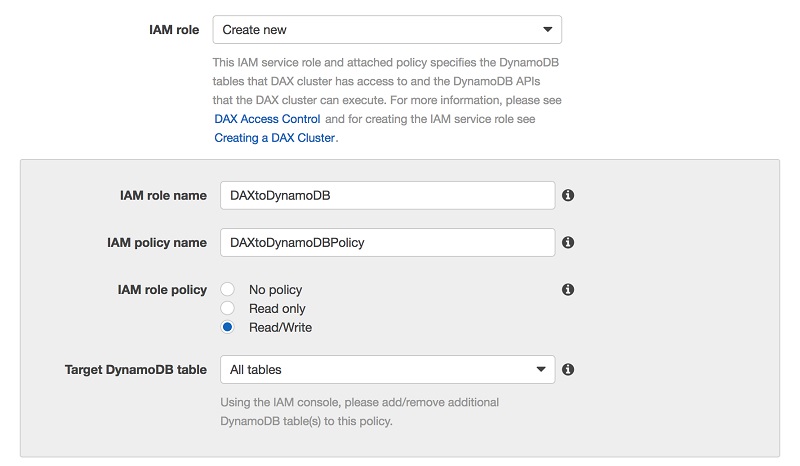 IAM role Create new
This IAM service role and attached policy specifies the DynamoDB
tables that DAX cluster has access to and the DynamoDB APIs
that the DAX cluster can execute. For more information, please see
DAX Access Control and for creating the IAM service role see
Creating a DAX Cluster.
IAM role name DAXtoDynamoDB
IAM policy name DAXtoDynamoDBPolicy
IAM role policy No policy
Read only
Read/Write
Target DynamoDB table All tables
Using the IAM console, please add/remove additional
DynamoDB table(s) to this policy.